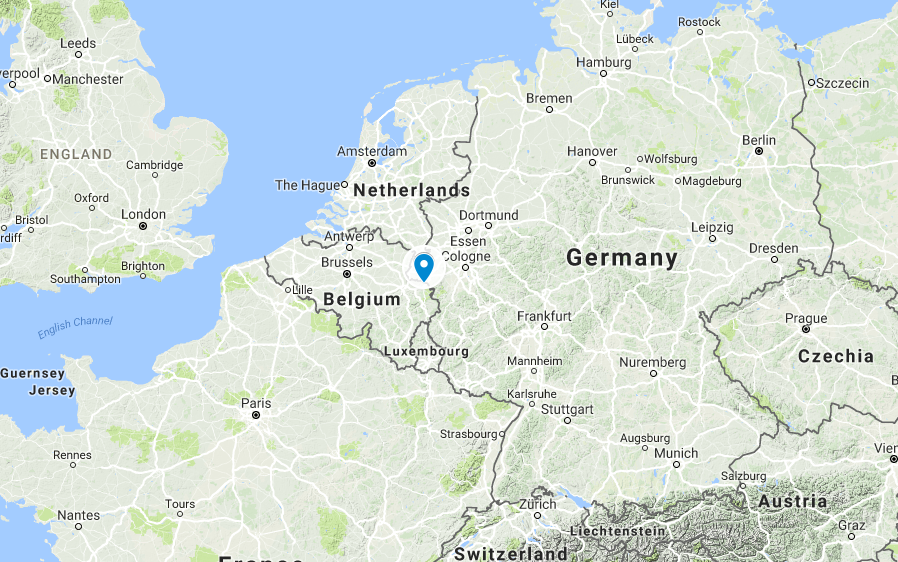 Kiel
Rostock
Leeds
Lübeck
Hamburg
verpool
Manchester
Szczecin
Bremen
Berlin
ENGLAND
Amsterdam
Hanover
Wolfsburg
Cambridge
Brunswick
Magdeburg
The Hague
Netherlands
Oxford
London
Dortmund
Bristol
Leipzig
rdiff
Antwerp
Essen
Dresden
Cologne
Germany
Brussels
Brighton
Southampton
Lille
Belgium
Frankfurt
Prague
English Channel
Luxembourg
Czechia
Mannheim
Nuremberg
Guernsey
Jersey
B
Karlsruhe
Paris
Stuttgart
Strasbourg
Augsburg
Munich
Rennes
Vien
Salzburg
Tours
Zürich
Austria
Nantes
Liechtenstein
Graz
Switzerland
France